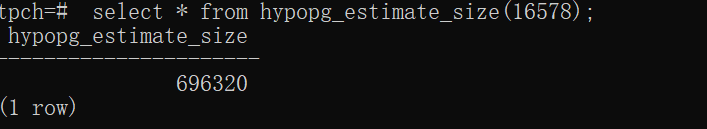 tpch=#  select * from hypopg_estimate_size(16578);
 hypopg_estimate_size
----------------------
               696320
(1 row)